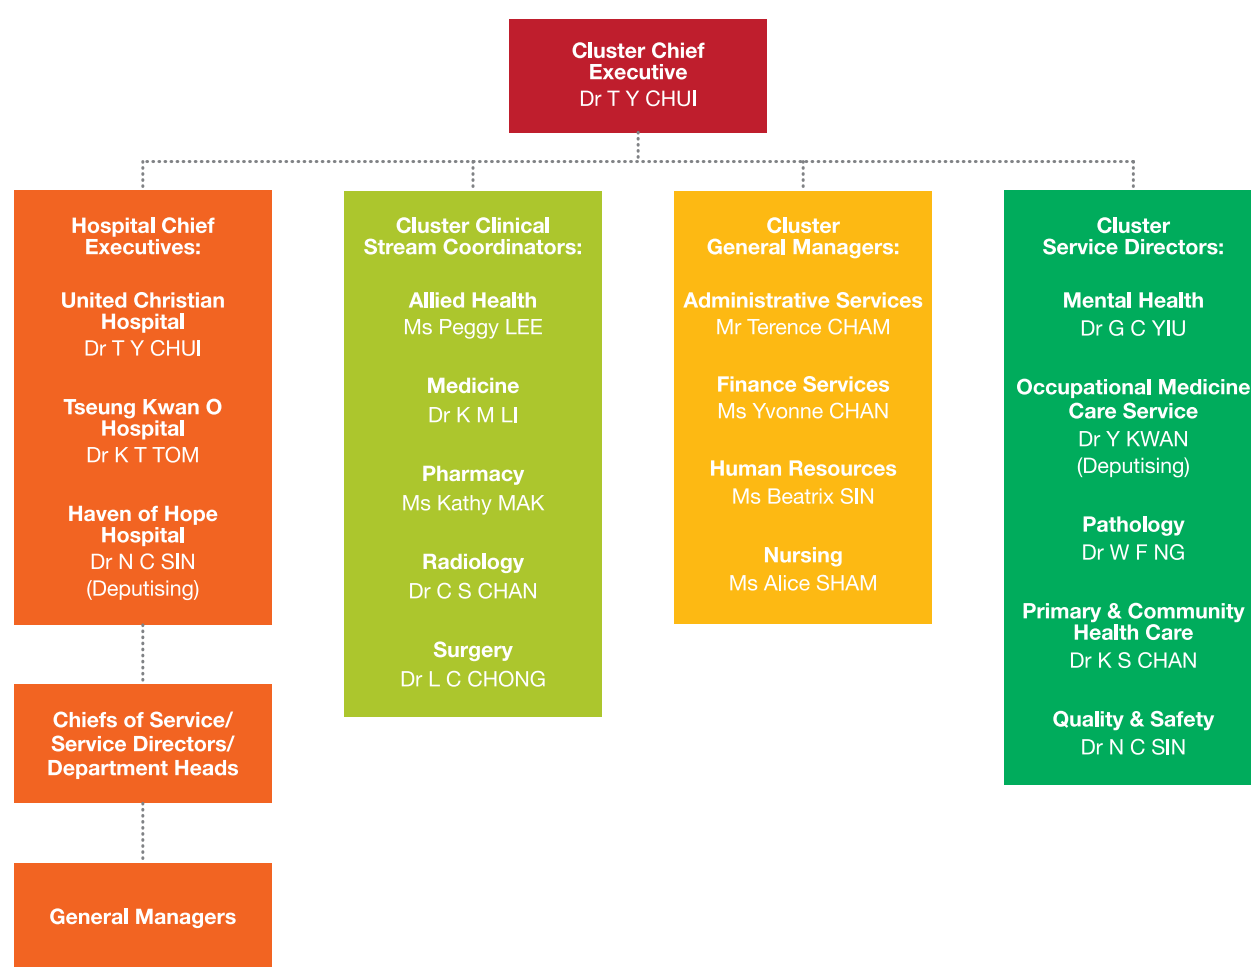 Cluster Chief
Executive
Dr T Y CHUI
Hospital Chief
Executives:
United Christian
Hospital
Dr T Y CHUI
Tseung Kwan O
Hospital
Dr K T TOM
Haven of Hope
Hospital
Dr N C SIN
(Deputising)
Chiefs of Service/
Service Directors/
Department Heads
General Managers
Cluster Clinical
Stream Coordinators:
Allied Health
Ms Peggy LEE
Medicine
Dr K M LI
Pharmacy
Ms Kathy MAK
Radiology
Dr C S CHAN
Surgery
Dr L C CHONG
Cluster
General Managers:
Administrative Services
Mr Terence CHAM
Finance Services
Ms Yvonne CHAN
Human Resources
Ms Beatrix SIN
Nursing
Ms Alice SHAM
Cluster
Service Directors:
Mental Health
Dr G C YIU
Occupational Medicine
Care Service
Dr Y KWAN
(Deputising)
Pathology
Dr W F NG
Primary & Community
Health Care
Dr K S CHAN
Quality & Safety
Dr N C SIN